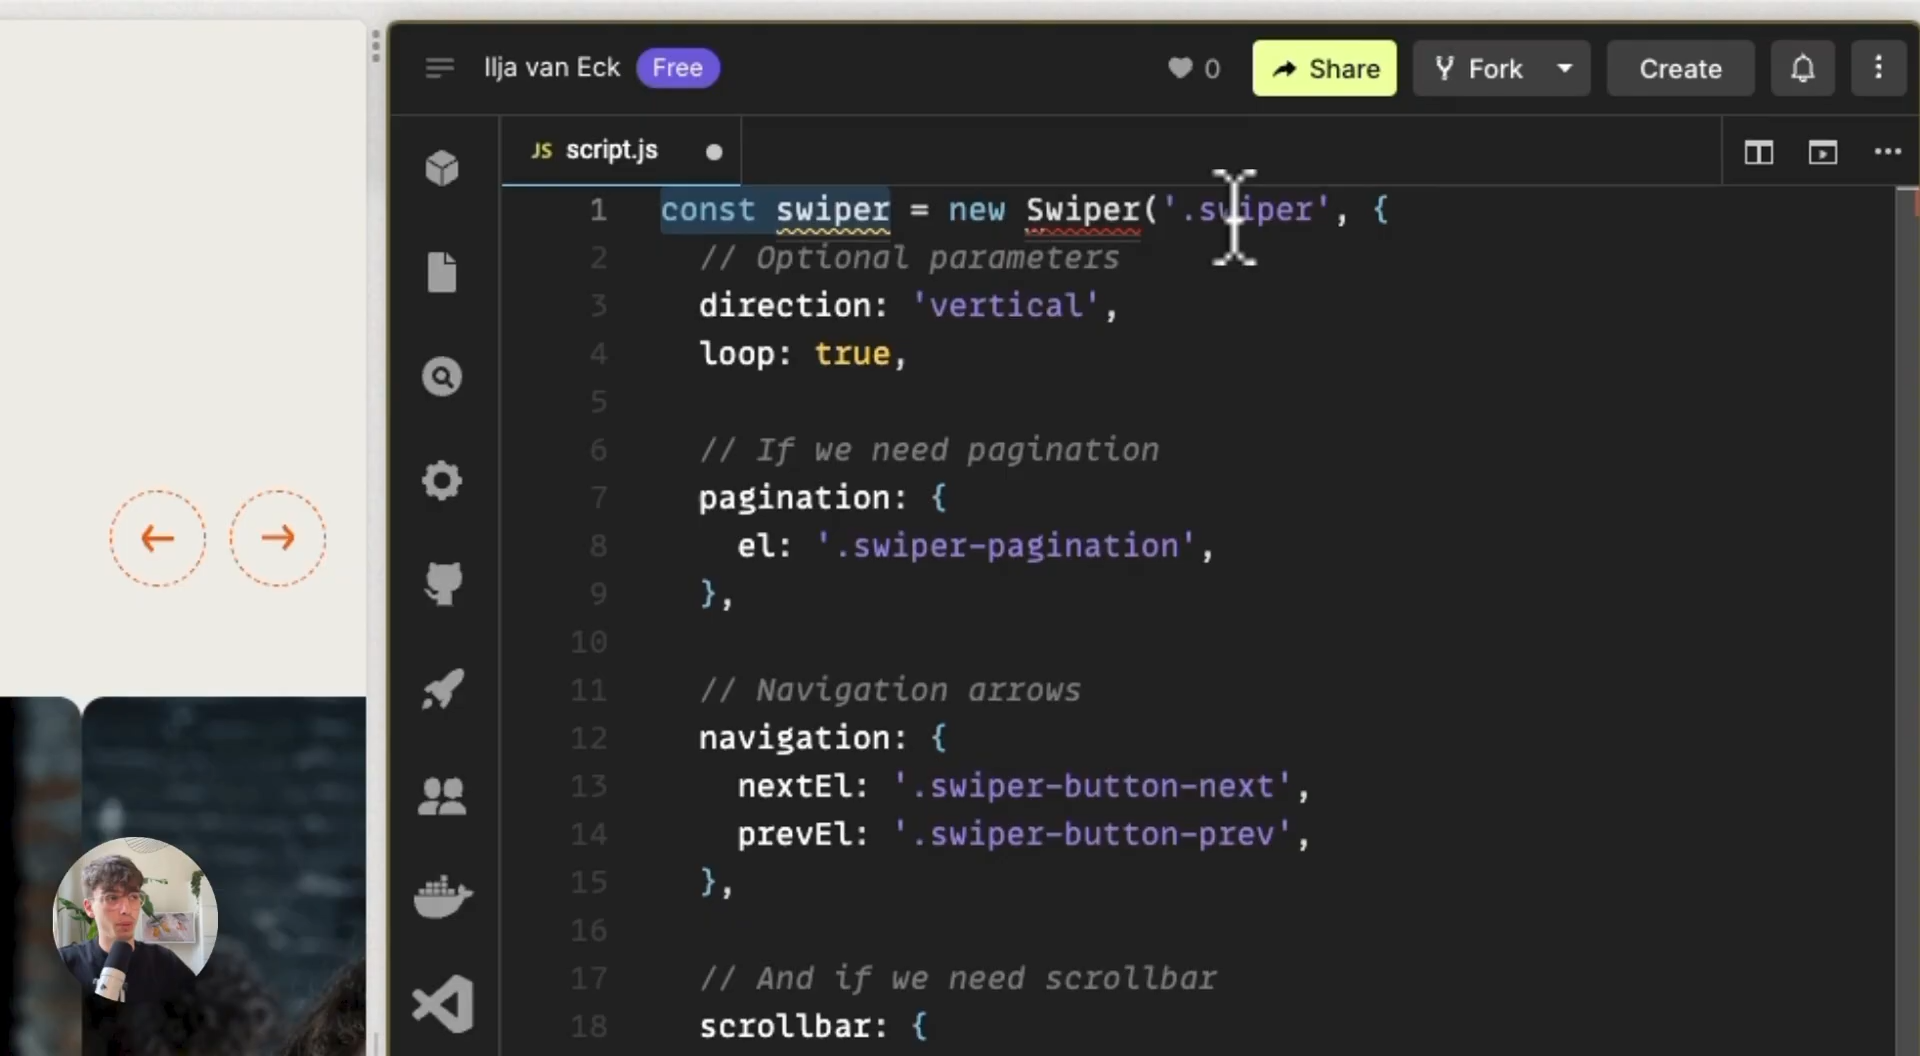 Ilja van Eck Free 0 Share Fork Create
JS script.js
1 const swiper = new Swiper('.swiper', {
2 // Optional parameters
3 direction: 'vertical',
4 loop: true,
5
6 // If we need pagination
7 pagination: {
8 el: '.swiper-pagination',
9 },
10
11 // Navigation arrows
12 navigation: {
13 nextEl: '.swiper-button-next',
14 prevEl: '.swiper-button-prev',
15 },
16
17 // And if we need scrollbar
18 scrollbar: {